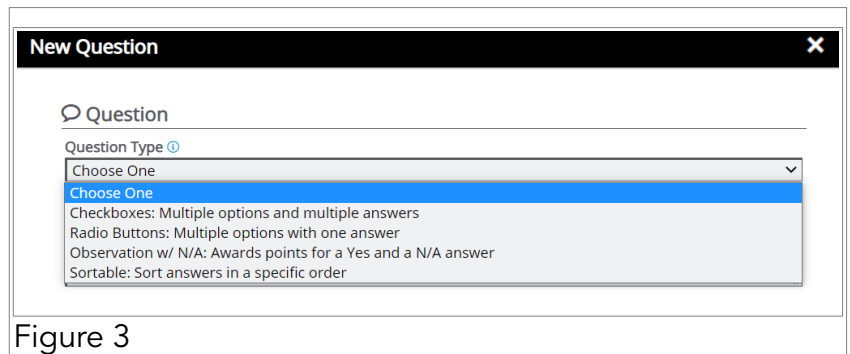 New Question
Question
Question Type
Choose One
Choose One
Checkboxes: Multiple options and multiple answers
Radio Buttons: Multiple options with one answer
Observation w/ N/A: Awards points for a Yes and a N/A answer
Sortable: Sort answers in a specific order
Figure 3